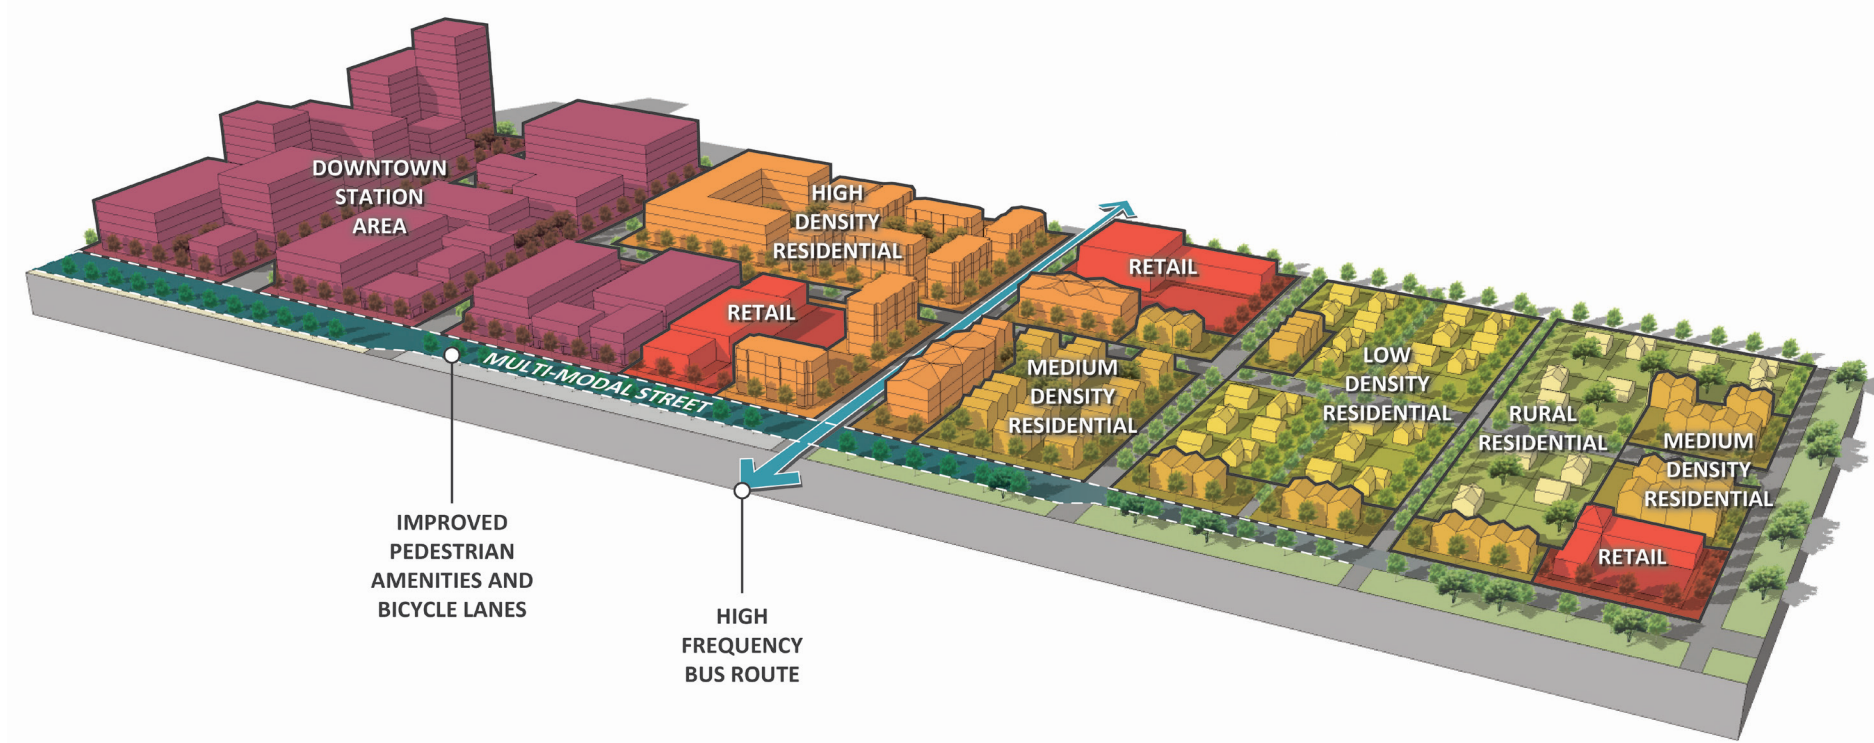 DOWNTOWN
STATION
AREA
HIGH
DENSITY
RESIDENTIAL
RETAIL
RETAIL
MULTI-MODAL STREET
MEDIUM
DENSITY
RESIDENTIAL
LOW
DENSITY
RESIDENTIAL
RURAL
RESIDENTIAL
MEDIUM
DENSITY
RESIDENTIAL
RETAIL
IMPROVED
PEDESTRIAN
AMENITIES AND
BICYCLE LANES
HIGH
FREQUENCY
BUS ROUTE